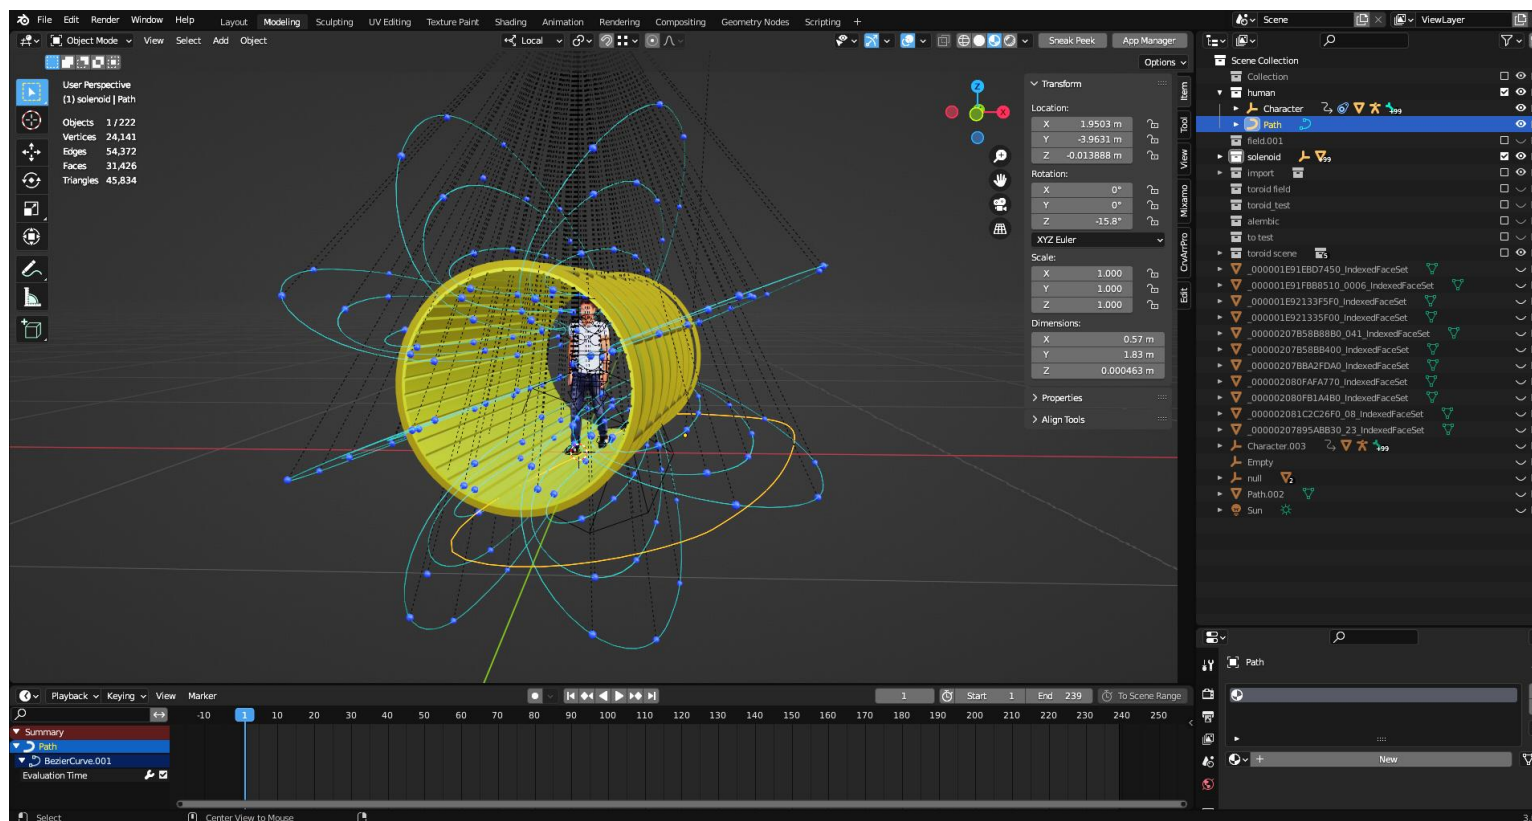 File Edit Render Window Help Layout Modeling Sculpting UV Editing Texture Paint Shading Animation Rendering Compositing Geometry Nodes Scripting + Scene ViewLayer
Object Mode View Select Add Object Local Sneak Peek App Manager
Options
User Perspective
(1) solenoid | Path
Objects 1/222
Vertices 24,141
Edges 54,372
Faces 31,426
Triangles 45,834
Z
X
Transform
Location:
X 1.9503 m
Y -3.9631 m
Z -0.013888 m
Rotation:
X 0°
Y 0°
Z -15.8°
XYZ Euler
Scale:
X 1.000
Y 1.000
Z 1.000
Dimensions:
X 0.57 m
Y 1.83 m
Z 0.000463 m
Properties
Align Tools
Item
Tool
View
Mixamo
CrvArrPro
Edit
Scene Collection
Collection
human
Character 99
Path
field.001
solenoid 99
import
toroid field
toroid_test
alembic
to test
toroid scene 5
_000001E91EBD7450_IndexedFaceSet
_000001E91FBB8510_0006_IndexedFaceSet
_000001E92133F5F0_IndexedFaceSet
_000001E921335F00_IndexedFaceSet
_00000207B58B88B0_041_IndexedFaceSet
_00000207B58BB400_IndexedFaceSet
_00000207BBA2FDA0_IndexedFaceSet
_000002080FAFA770_IndexedFaceSet
_000002080FB1A4B0_IndexedFaceSet
_000002081C2C26F0_08_IndexedFaceSet
_00000207895ABB30_23_IndexedFaceSet
Character.003 99
Empty
null 2
Path.002
Sun
Path
New
Playback Keying View Marker 1 Start 1 End 239 To Scene Range
-10 1 10 20 30 40 50 60 70 80 90 100 110 120 130 140 150 160 170 180 190 200 210 220 230 240 250
Summary
Path
BezierCurve.001
Evaluation Time
Select Center View to Mouse